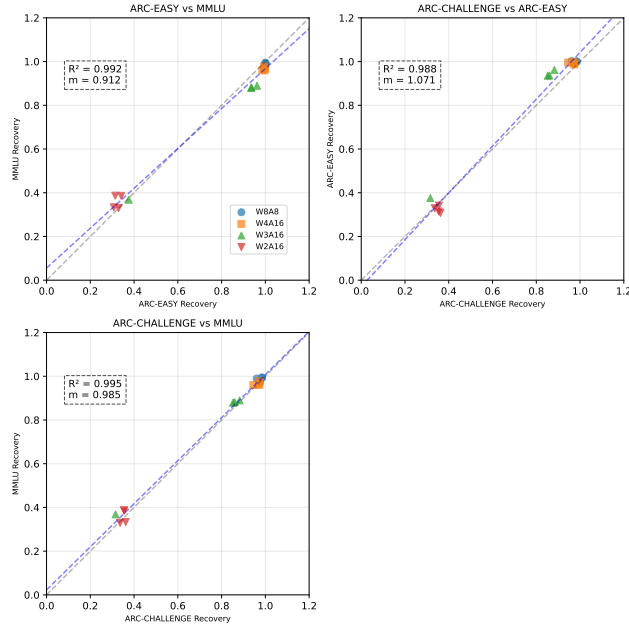 ARC-EASY vs MMLU
1.2
1.0
0.8
0.6
0.4
0.2
0.0
MMLU Recovery
R² = 0.992
m = 0.912
W8A8
W4A16
W3A16
W2A16
0.0 0.2 0.4 0.6 0.8 1.0 1.2
ARC-EASY Recovery
ARC-CHALLENGE vs ARC-EASY
1.2
1.0
0.8
0.6
0.4
0.2
0.0
ARC-EASY Recovery
R² = 0.988
m = 1.071
0.0 0.2 0.4 0.6 0.8 1.0 1.2
ARC-CHALLENGE Recovery
ARC-CHALLENGE vs MMLU
1.2
1.0
0.8
0.6
0.4
0.2
0.0
MMLU Recovery
R² = 0.995
m = 0.985
0.0 0.2 0.4 0.6 0.8 1.0 1.2
ARC-CHALLENGE Recovery